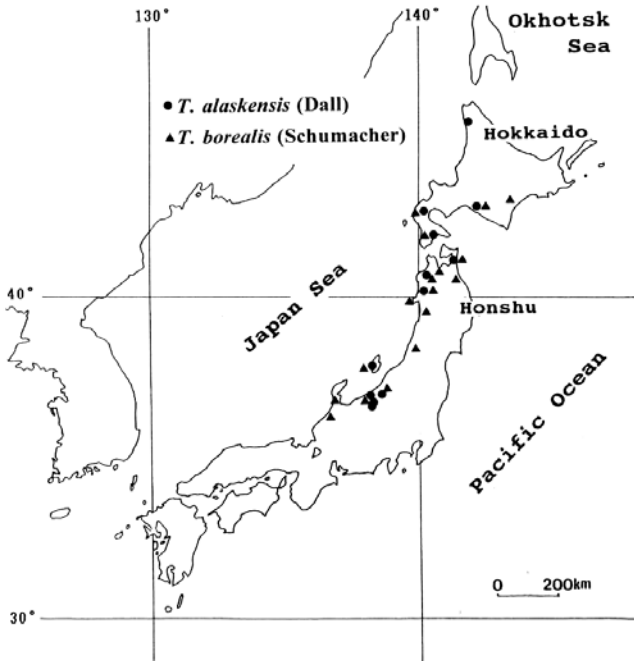 130°
140°
Okhotsk
Sea
● T. alaskensis (Dall)
▲ T. borealis (Schumacher)
Hokkaido
Japan Sea
40°
Honshu
Pacific Ocean
0 200km
30°